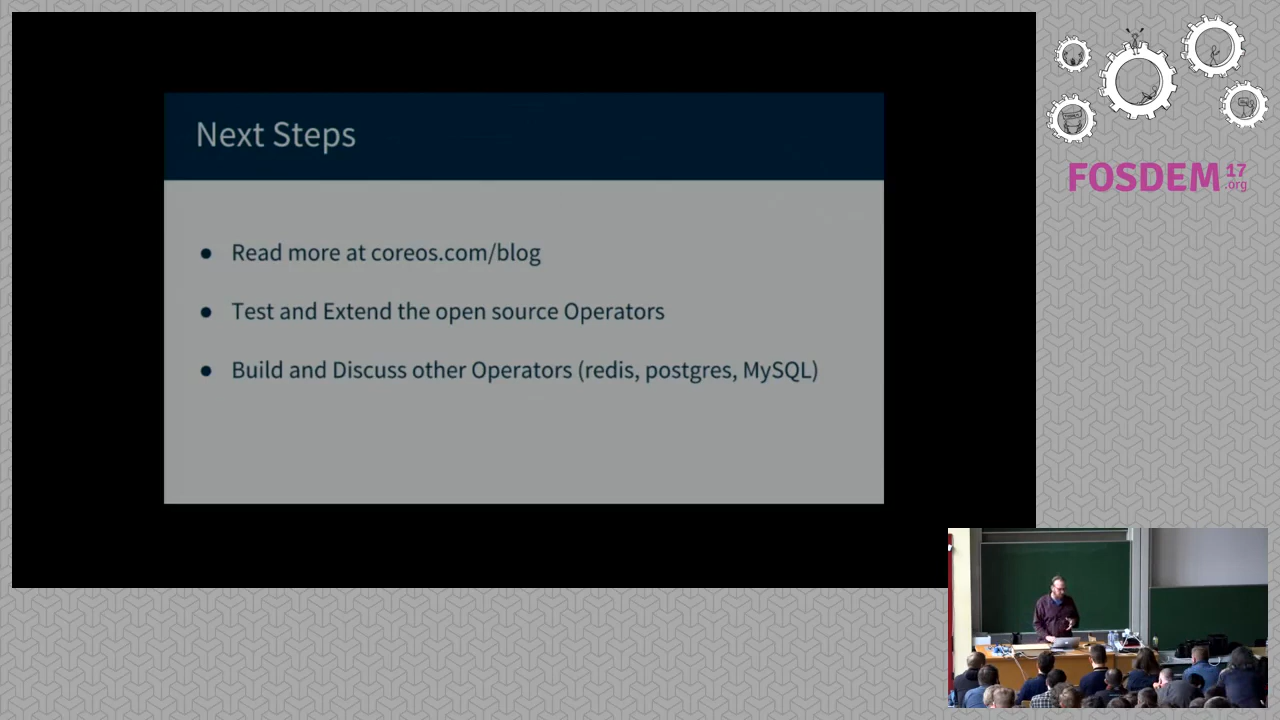 Next Steps
● Read more at coreos.com/blog
● Test and Extend the open source Operators
● Build and Discuss other Operators (redis, postgres, MySQL)
FOSDEM 17
.org